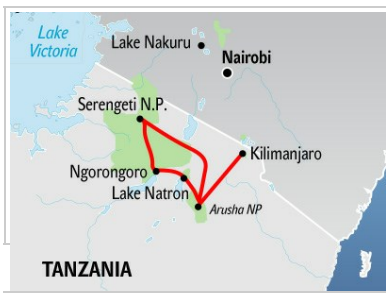 Lake
Victoria
Lake Nakuru
Nairobi
Serengeti N.P.
Kilimanjaro
Ngorongoro
Lake Natron
Arusha NP
TANZANIA